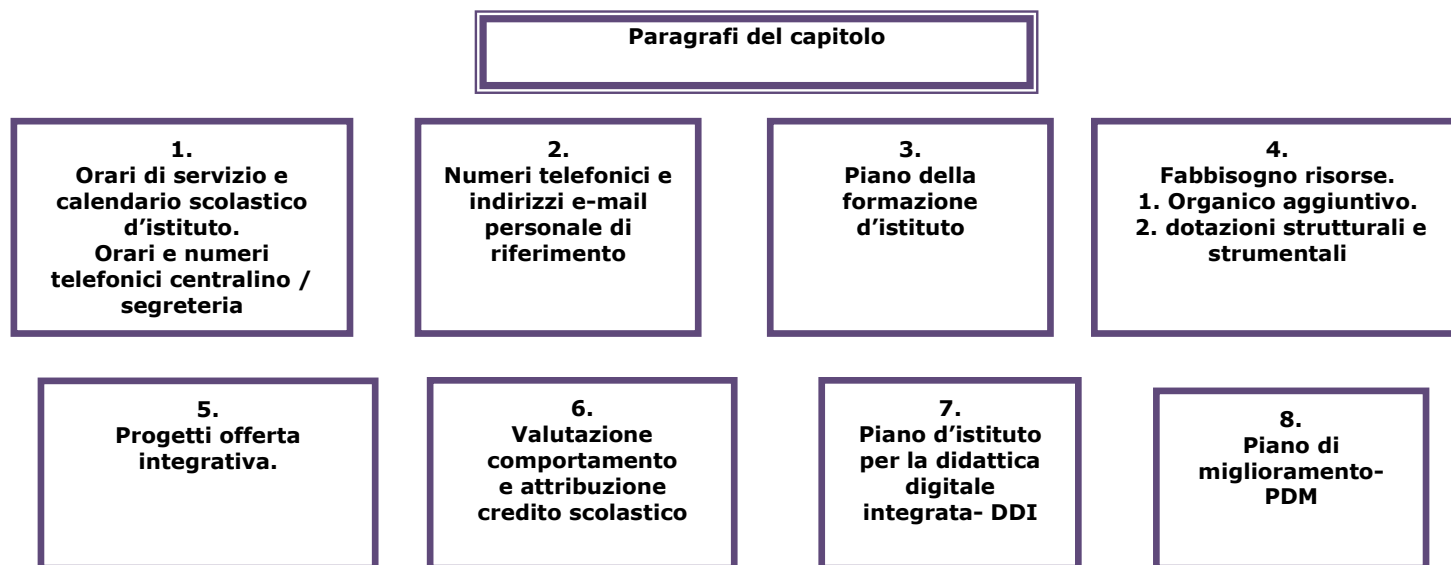 Paragrafi del capitolo
1.
Orari di servizio e
calendario scolastico
d’istituto.
Orari e numeri
telefonici centralino /
segreteria
2.
Numeri telefonici e
indirizzi e-mail
personale di
riferimento
3.
Piano della
formazione
d’istituto
4.
Fabbisogno risorse.
1. Organico aggiuntivo.
2. dotazioni strutturali e
strumentali
5.
Progetti offerta
integrativa.
6.
Valutazione
comportamento
e attribuzione
credito scolastico
7.
Piano d’istituto
per la didattica
digitale
integrata- DDI
8.
Piano di
miglioramento-
PDM